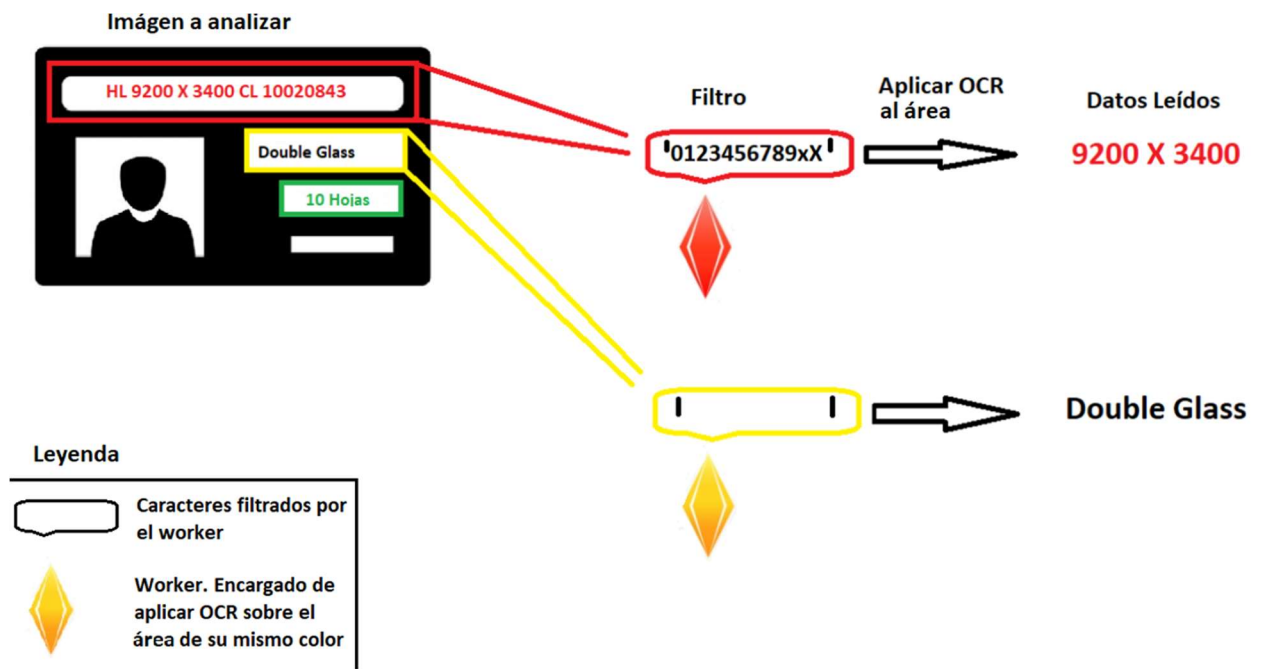 Imágen a analizar
HL 9200 X 3400 CL 10020843
Double Glass
10 Hojas
Filtro
'0123456789xX'
Aplicar OCR
al área
Datos Leídos
9200 X 3400
' '
Double Glass
Leyenda
Caracteres filtrados por
el worker
Worker. Encargado de
aplicar OCR sobre el
área de su mismo color